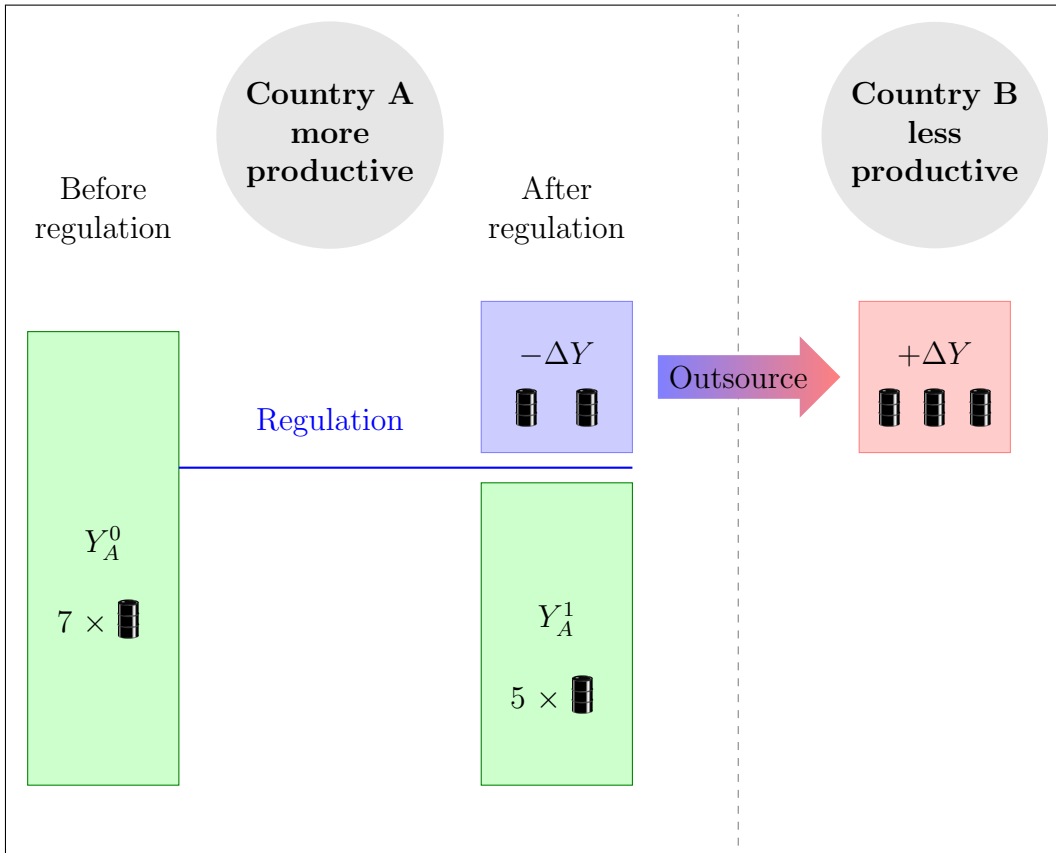 Country A
more
productive
Country B
less
productive
Before
regulation
After
regulation
−ΔY
Outsource
+ΔY
Regulation
Y_A^0
7 ×
Y_A^1
5 ×